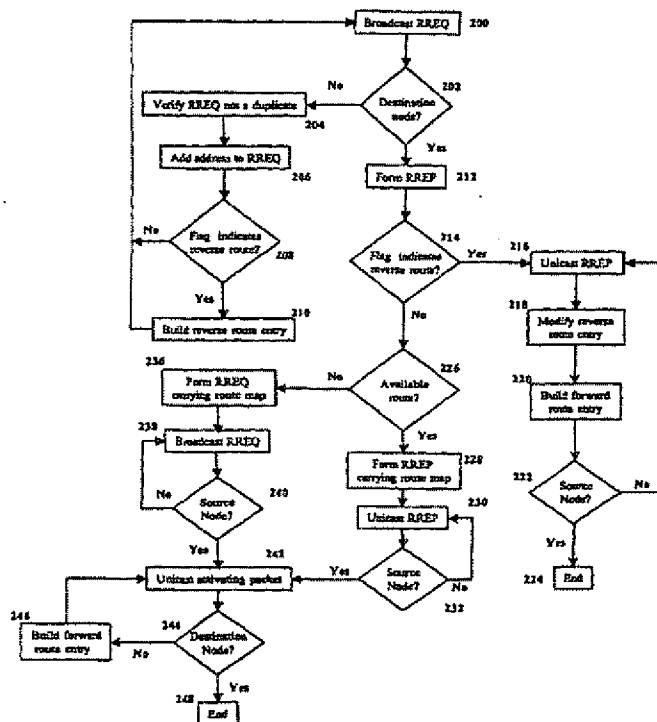 Broadcast RREQ 200
202
Destination node?
No
Yes
Verify RREQ not a duplicate
204
Add address to RREQ
206
Form RREP 212
Flag indicates reverse route?
208
No
Yes
Build reverse route entry
210
214
Flag indicates reverse route?
Yes
No
216
Unicast RREP
218
Modify reverse route entry
220
Build forward route entry
222
Source Node?
No
Yes
224 End
226
Available route?
No
Yes
236
Form RREQ carrying route map
238
Broadcast RREQ
240
Source Node?
No
Yes
228
Form RREP carrying route map
230
Unicast RREP
Source Node?
232
Yes
No
242
Unicast activating packet
244
Destination Node?
No
Yes
246
Build forward route entry
248
End